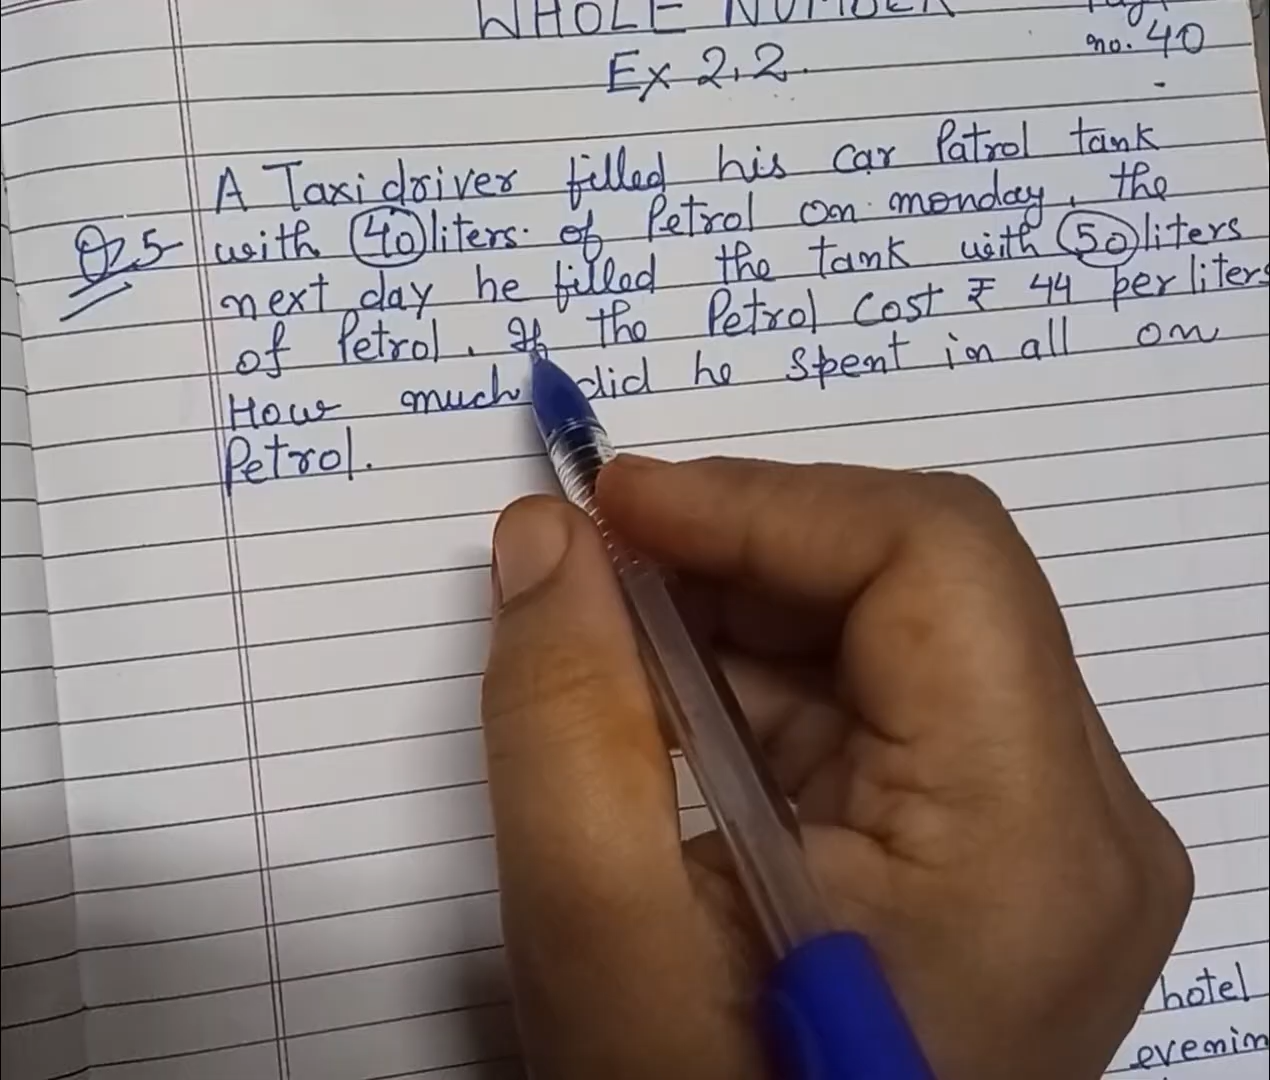 WHOLE NUMBER
Ex 2.2.
no. 40
A Taxi driver filled his car Patrol tank
Q 5 with 40 liters. of Petrol on monday, the
next day he filled the tank with 50 liters
of Petrol. If the Petrol cost ₹ 44 per liters
How much did he spent in all on
Petrol.
hotel
evenin